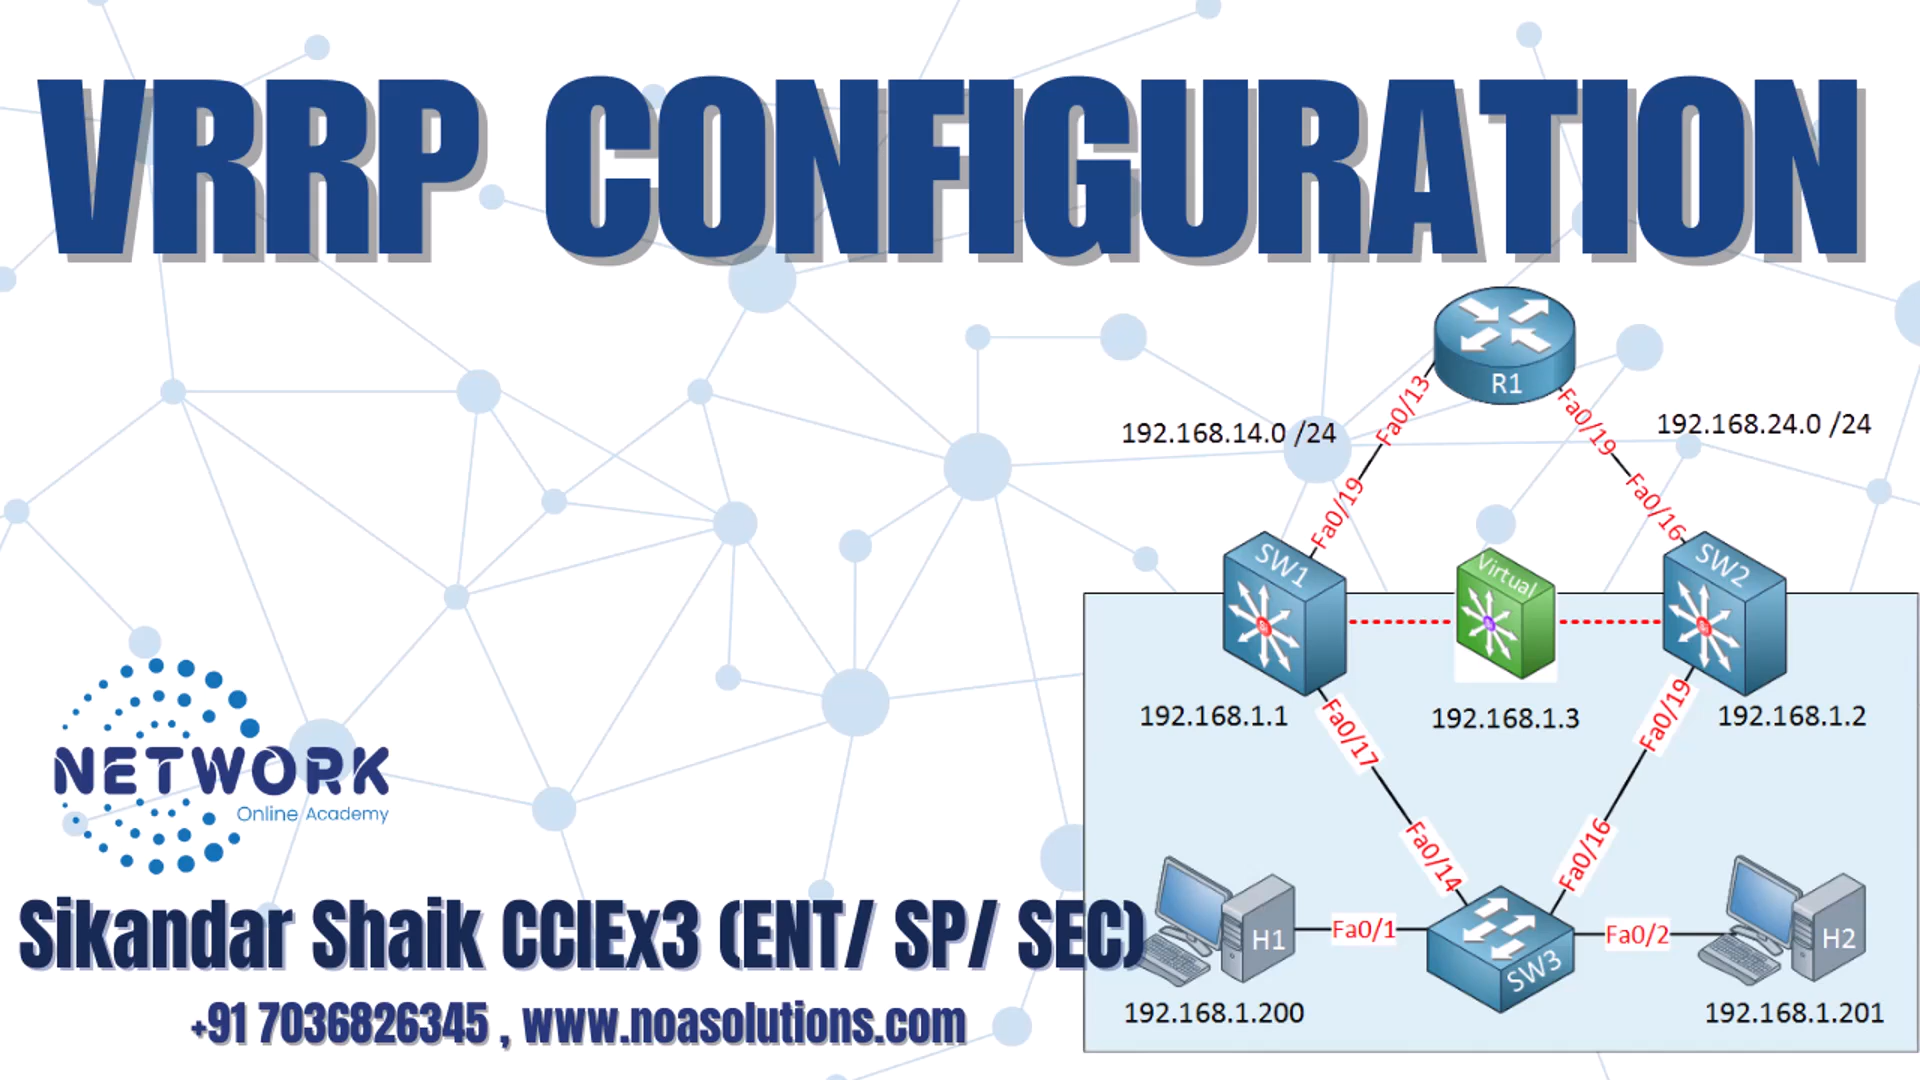 VRRP CONFIGURATION
R1
Fa0/13
Fa0/19
192.168.14.0 /24
192.168.24.0 /24
Fa0/19
Fa0/16
SW1
Virtual
SW2
192.168.1.1
192.168.1.3
192.168.1.2
Fa0/17
Fa0/19
Fa0/14
Fa0/16
NETWORK
Online Academy
Sikandar Shaik CCIEx3 (ENT/ SP/ SEC)
H1
Fa0/1
SW3
Fa0/2
H2
192.168.1.200
192.168.1.201
+91 7036826345 , www.noasolutions.com